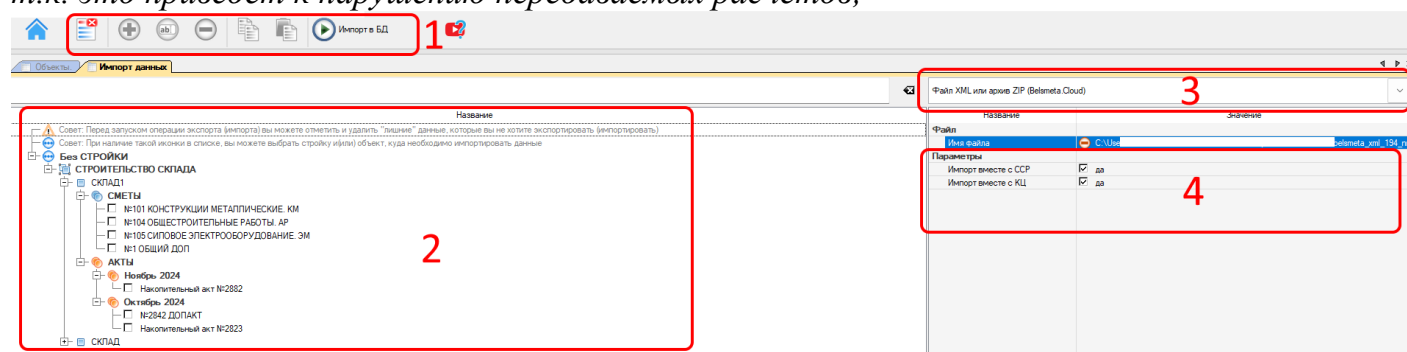 т.к. это приведет к нарушению передаваемых расчетов;
ab
Импорт в БД
1
Объекты
Импорт данных
Файл XML или архив ZIP (Belsmeta.Cloud)
3
Название
Название
Значение
Совет: Перед запуском операции экспорта (импорта) вы можете отметить и удалить "лишние" данные, которые вы не хотите экспортировать (импортировать)
Файл
Совет: При наличие такой иконки в списке, вы можете выбрать стройку и(или) объект, куда необходимо импортировать данные
Имя файла
C:\Use
belsmeta_xml_194_n
Без СТРОЙКИ
Параметры
СТРОИТЕЛЬСТВО СКЛАДА
Импорт вместе с ССР
да
СКЛАД1
Импорт вместе с КЦ
да
4
СМЕТЫ
№101 КОНСТРУКЦИИ МЕТАЛЛИЧЕСКИЕ. КМ
№104 ОБЩЕСТРОИТЕЛЬНЫЕ РАБОТЫ. АР
№105 СИЛОВОЕ ЭЛЕКТРООБОРУДОВАНИЕ. ЭМ
№1 ОБЩИЙ ДОП
2
АКТЫ
Ноябрь 2024
Накопительный акт №2882
Октябрь 2024
№2842 ДОПАКТ
Накопительный акт №2823
СКЛАД